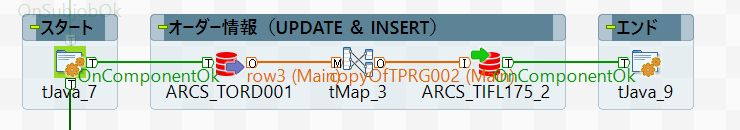 OnSubjobOk
スタート
オーダー情報（UPDATE & INSERT）
エンド
T
T
O
M
O
I
T
T
OnComponentOk
row3 (Main)
copyOfTPRG002 (Main)
OnComponentOk
tJava_7
ARCS_TORD001
tMap_3
ARCS_TIFL175_2
tJava_9